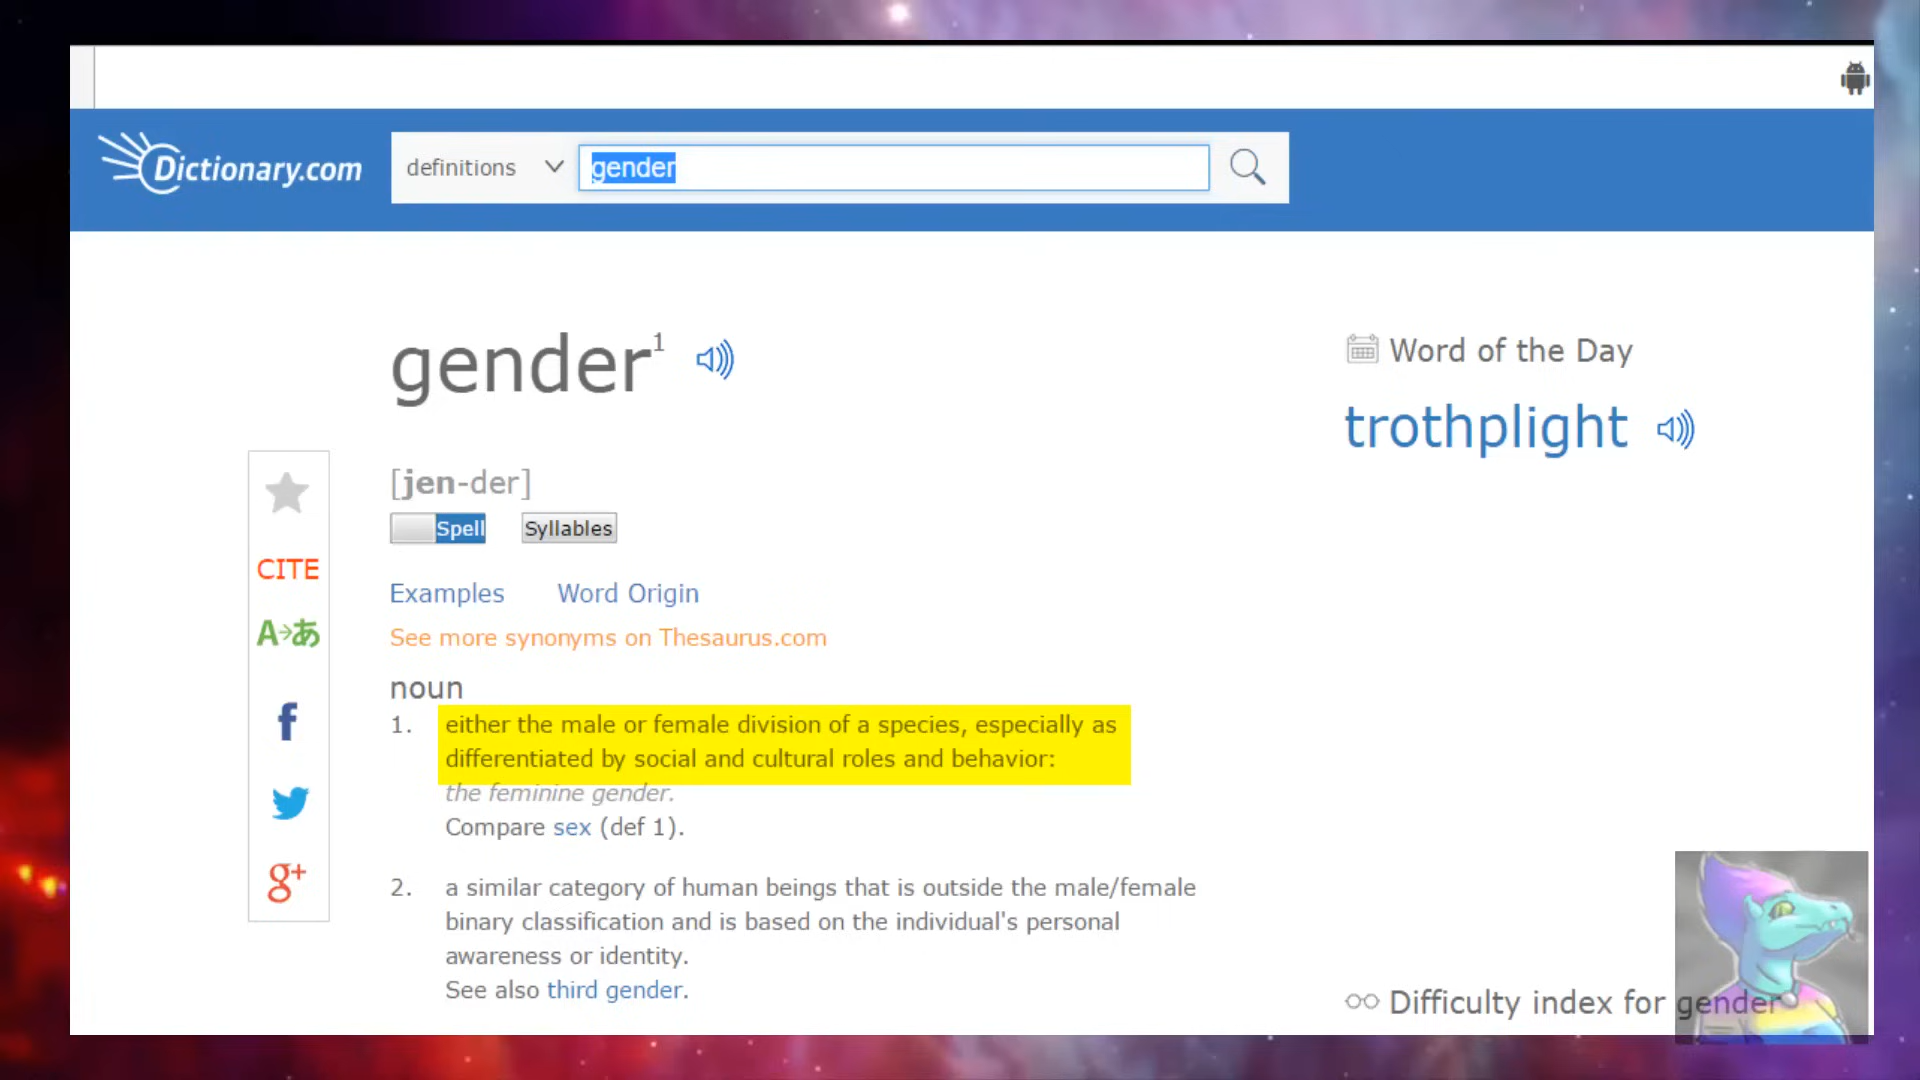 Dictionary.com
definitions
gender
gender1
[jen-der]
Spell
Syllables
Examples
Word Origin
See more synonyms on Thesaurus.com
noun
1. either the male or female division of a species, especially as
differentiated by social and cultural roles and behavior:
the feminine gender.
Compare sex (def 1).
2. a similar category of human beings that is outside the male/female
binary classification and is based on the individual's personal
awareness or identity.
See also third gender.
CITE
A→あ
f
g+
Word of the Day
trothplight
Difficulty index for gender